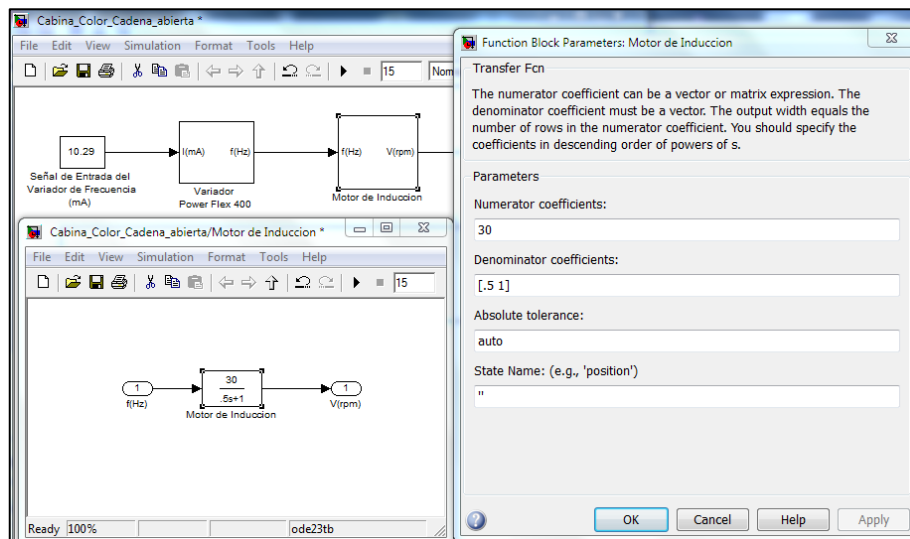 Cabina_Color_Cadena_abierta *
File Edit View Simulation Format Tools Help
15
Nom
10.29
Señal de Entrada del
Variador de Frecuencia
(mA)
I(mA)
f(Hz)
Variador
Power Flex 400
f(Hz)
V(rpm)
Motor de Induccion
Cabina_Color_Cadena_abierta/Motor de Induccion *
File Edit View Simulation Format Tools Help
15
1
f(Hz)
30
.5s+1
Motor de Induccion
1
V(rpm)
Ready
100%
ode23tb
Function Block Parameters: Motor de Induccion
Transfer Fcn
The numerator coefficient can be a vector or matrix expression. The
denominator coefficient must be a vector. The output width equals the
number of rows in the numerator coefficient. You should specify the
coefficients in descending order of powers of s.
Parameters
Numerator coefficients:
30
Denominator coefficients:
[.5 1]
Absolute tolerance:
auto
State Name: (e.g., 'position')
''
OK
Cancel
Help
Apply